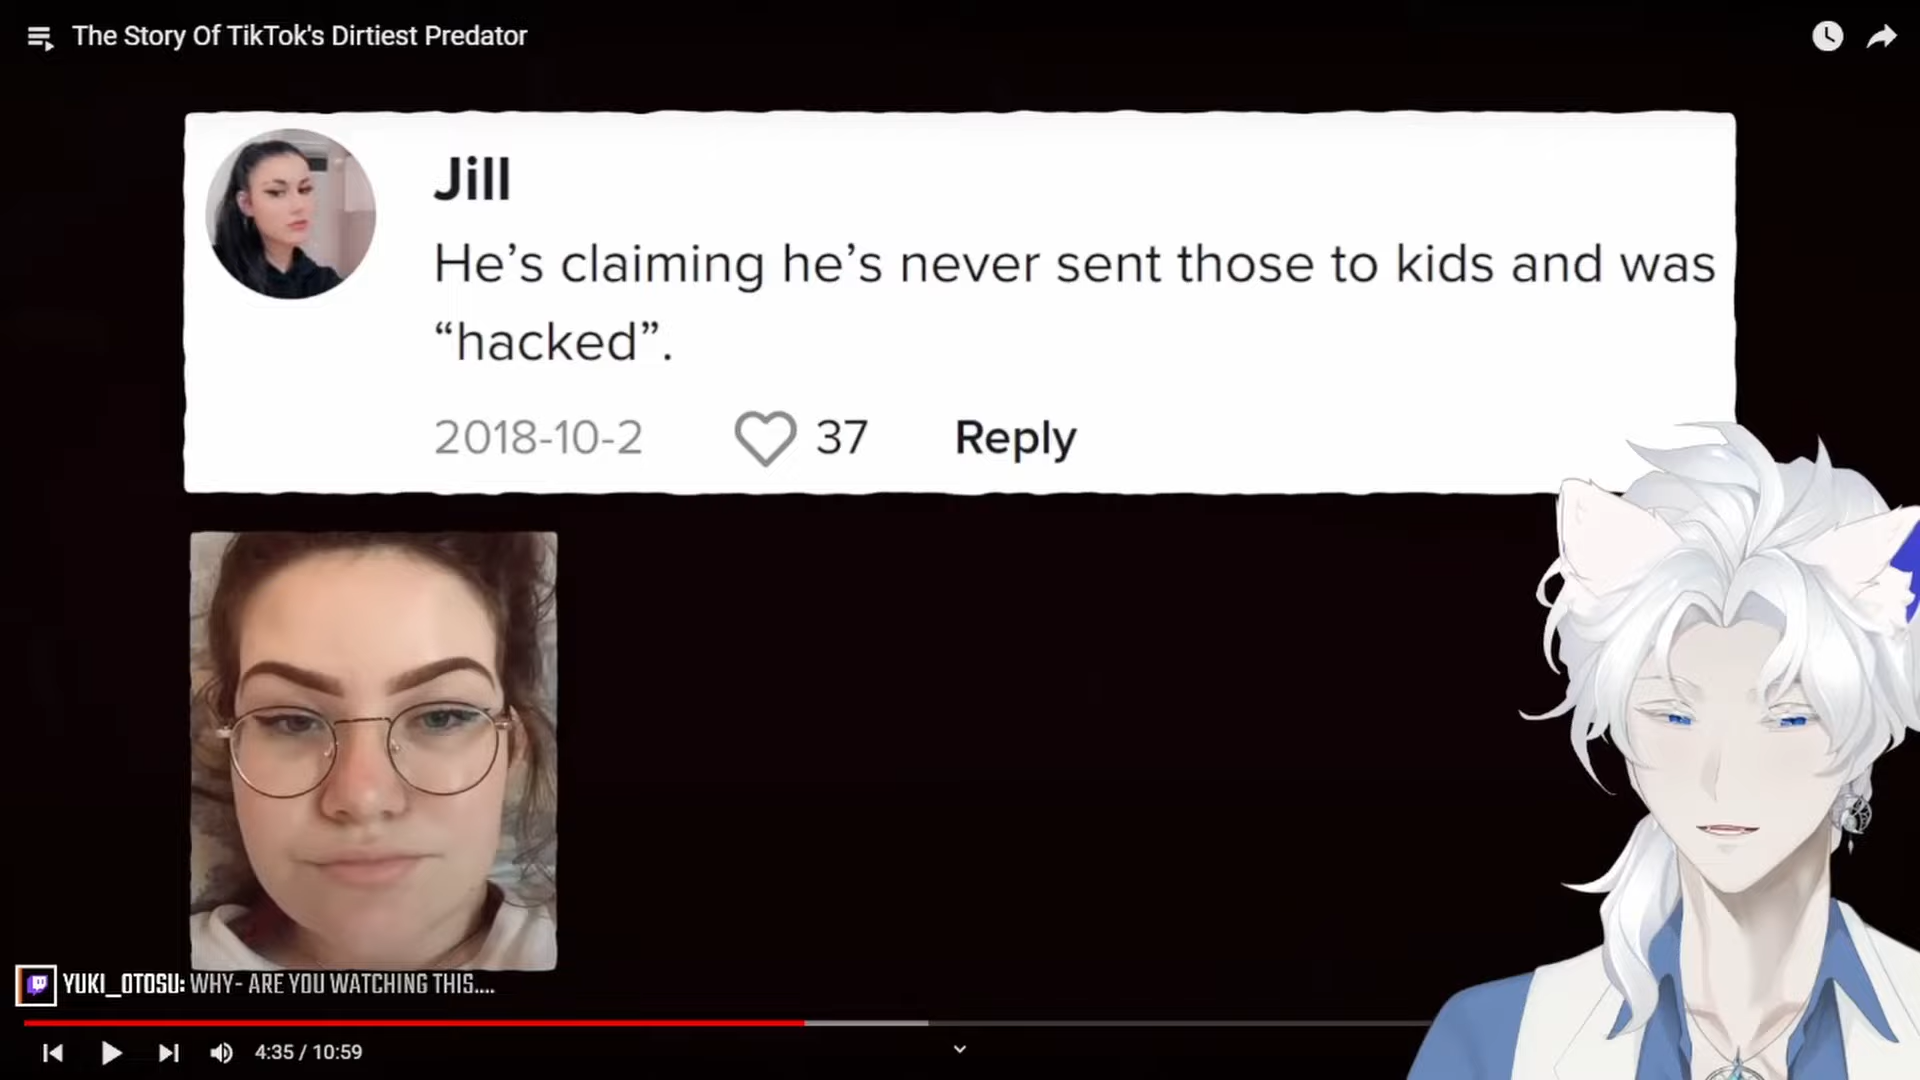 The Story Of TikTok's Dirtiest Predator
Jill
He’s claiming he’s never sent those to kids and was
“hacked”.
2018-10-2 37 Reply
YUKI_OTOSU: WHY- ARE YOU WATCHING THIS....
4:35 / 10:59